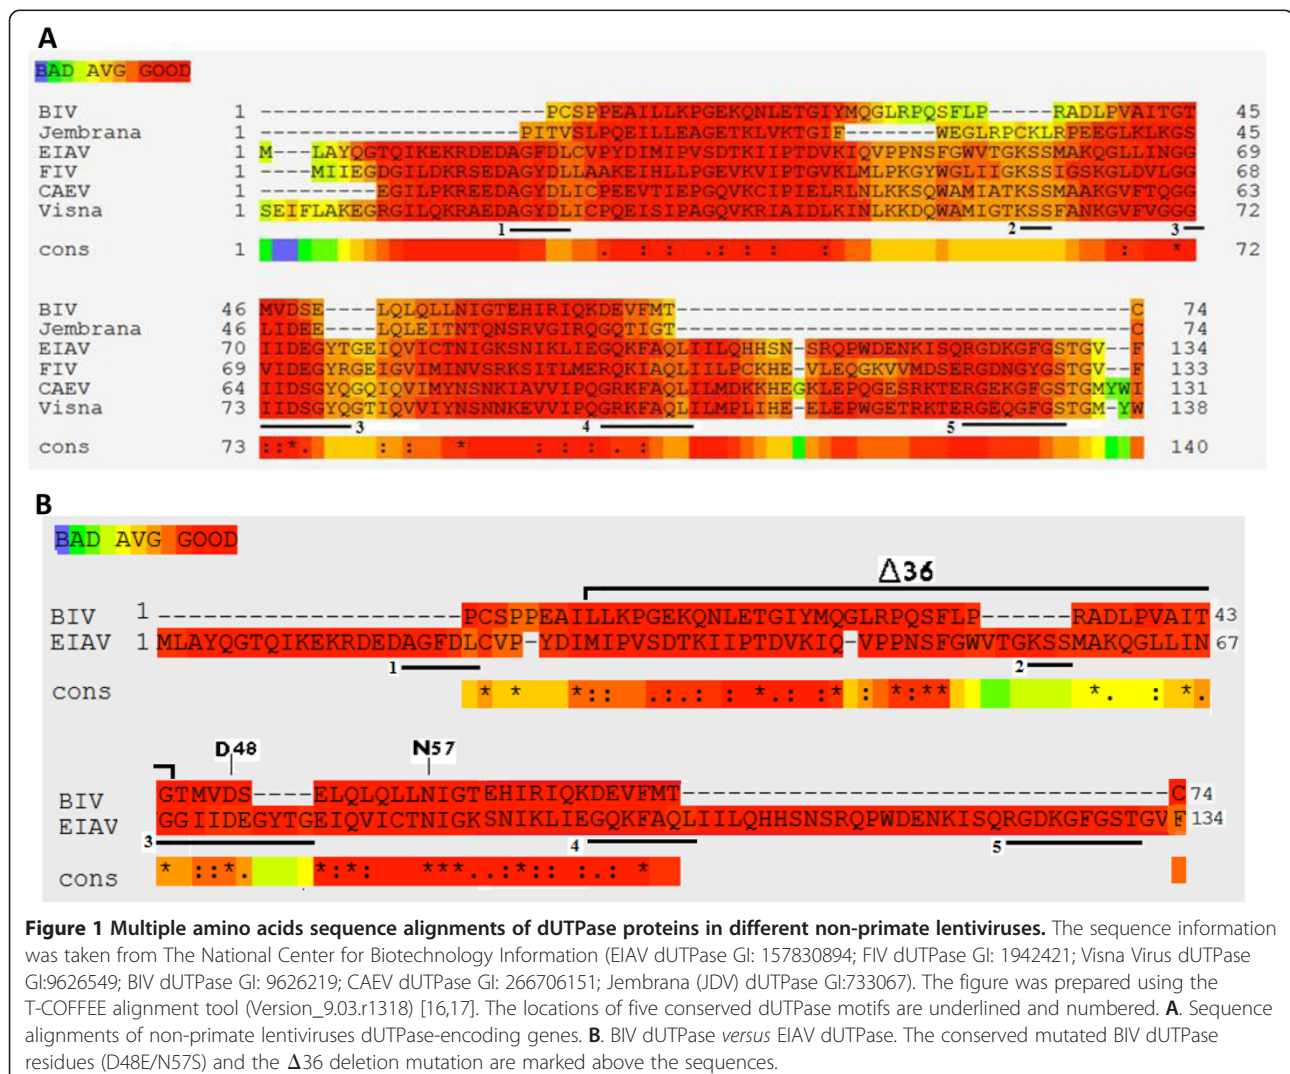 A
BAD AVG GOOD
BIV 1 ----------------------PCSPPEAILLKPGEKQNLETGIYMQGLRPQSFLP-----RADLPVAITGT 45
Jembrana 1 --------------------PITVSLPQEILLEAGETKLVKTGIF-------WEGLRPCKLRPEEGLKLKGS 45
EIAV 1 M---LAYQGTQIKEKRDEDAGFDLCVPYDIMIPVSDTKIIPTDVKIQVPPNSFGWVTGKSSMAKQGLLINGG 69
FIV 1 ----MIIEGDGILDKRSEDAGYDLLAAKEIHLLPGEVKVIPTGVKLMLPKGYWGLIIGKSSIGSKGLDVLGG 68
CAEV 1 ---------EGILPKREEDAGYDLICPEEVTIEPGQVKCIPIELRLNLKKSQWAMIATKSSMAAKGVFTQGG 63
Visna 1 SEIFLAKEGRGILQKRAEDAGYDLICPQEISIPAGQVKRIAIDLKINLKKDQWAMIGTKSSFANKGVFVGGG 72
1 2 3
cons 1 . : : . : : : : * 72
BIV 46 MVDSE----LQLQLLNIGTEHIRIQKDEVFMT-----------------------------------C 74
Jembrana 46 LIDEE----LQLEITNTQNSRVGIRQGQTIGT-----------------------------------C 74
EIAV 70 IIDEGYTGEIQVICTNIGKSNIKLIEGQKFAQLIILQHHSN-SRQPWDENKISQRGDKGFGSTGV--F 134
FIV 69 VIDEGYRGEIGVIMINVSRKSITLMERQKIAQLIILPCKHE-VLEQGKVVMDSERGDNGYGSTGV--F 133
CAEV 64 IIDSGYQGQIQVIMYNSNNKIAVVIPQGRKFAQLILMDKKHEGKLEPQGESRKTERGEKGFGSTGMYWI 131
Visna 73 IIDSGYQGTIQVVIYNSNNKEVVIPQGRKFAQLILMPLIHE-ELEPWGETRKTERGEQGFGSTGM-YW 138
3 4 5
cons 73 ::*. : : * : : : . : 140
B
BAD AVG GOOD
Δ36
BIV 1 --------------------PCSPPEAILLKPGEKQNLETGIYMQGLRPQSFLP------RADLPVAIT 43
EIAV 1 MLAYQGTQIKEKRDEDAGFDLCVP-YDIMIPVSDTKIIPTDVKIQ-VPPNSFGWVTGKSSMAKQGLLIN 67
1 2
cons * * *:: .:.: : *.: :* : *:** *. : *.
D48 N57
BIV GTMVDS----ELQLQLLNIGTEHIRIQKDEVFMT--------------------------------C 74
EIAV GGIIDEGYTGEIQVICTNIGKSNIKLIEGQKFAQLIILQHHSNSRQPWDENKISQRGDKGFGSTGVF 134
3 4 5
cons * ::*. *:*: ***..:*:: :.: *
Figure 1 Multiple amino acids sequence alignments of dUTPase proteins in different non-primate lentiviruses. The sequence information
was taken from The National Center for Biotechnology Information (EIAV dUTPase GI: 157830894; FIV dUTPase GI: 1942421; Visna Virus dUTPase
GI:9626549; BIV dUTPase GI: 9626219; CAEV dUTPase GI: 266706151; Jembrana (JDV) dUTPase GI:733067). The figure was prepared using the
T-COFFEE alignment tool (Version_9.03.r1318) [16,17]. The locations of five conserved dUTPase motifs are underlined and numbered. A. Sequence
alignments of non-primate lentiviruses dUTPase-encoding genes. B. BIV dUTPase versus EIAV dUTPase. The conserved mutated BIV dUTPase
residues (D48E/N57S) and the Δ36 deletion mutation are marked above the sequences.